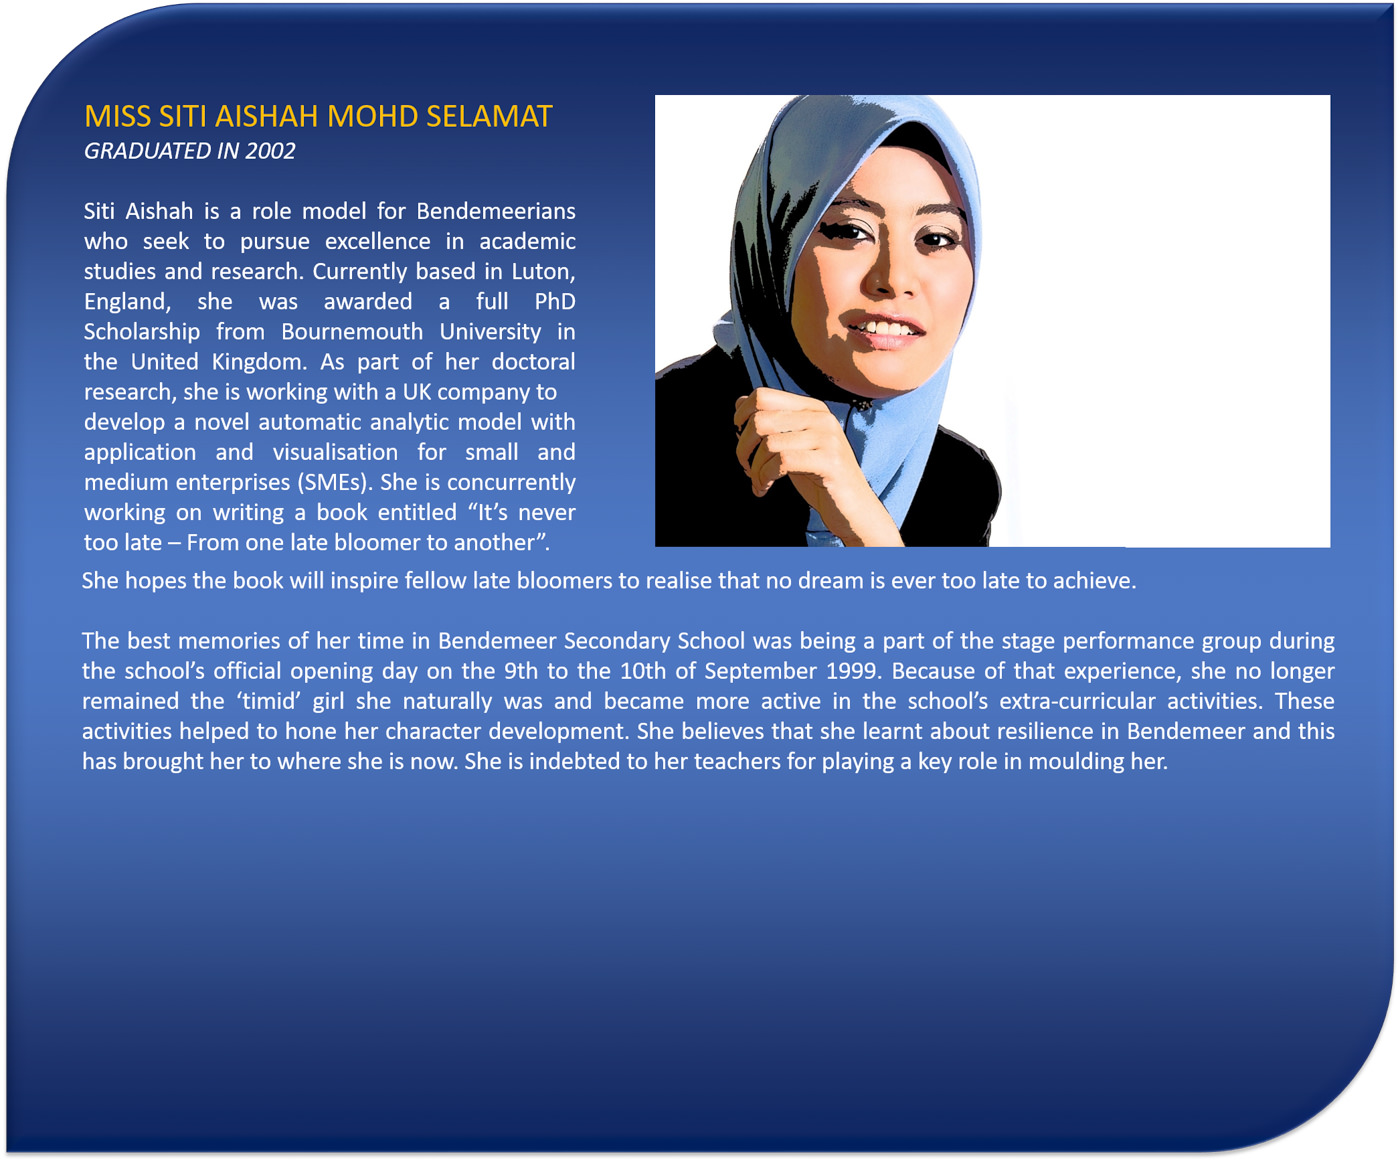 MISS SITI AISHAH MOHD SELAMAT
GRADUATED IN 2002
Siti Aishah is a role model for Bendemeerians
who seek to pursue excellence in academic
studies and research. Currently based in Luton,
England, she was awarded a full PhD
Scholarship from Bournemouth University in
the United Kingdom. As part of her doctoral
research, she is working with a UK company to
develop a novel automatic analytic model with
application and visualisation for small and
medium enterprises (SMEs). She is concurrently
working on writing a book entitled “It’s never
too late – From one late bloomer to another”.
She hopes the book will inspire fellow late bloomers to realise that no dream is ever too late to achieve.
The best memories of her time in Bendemeer Secondary School was being a part of the stage performance group during
the school’s official opening day on the 9th to the 10th of September 1999. Because of that experience, she no longer
remained the ‘timid’ girl she naturally was and became more active in the school’s extra-curricular activities. These
activities helped to hone her character development. She believes that she learnt about resilience in Bendemeer and this
has brought her to where she is now. She is indebted to her teachers for playing a key role in moulding her.